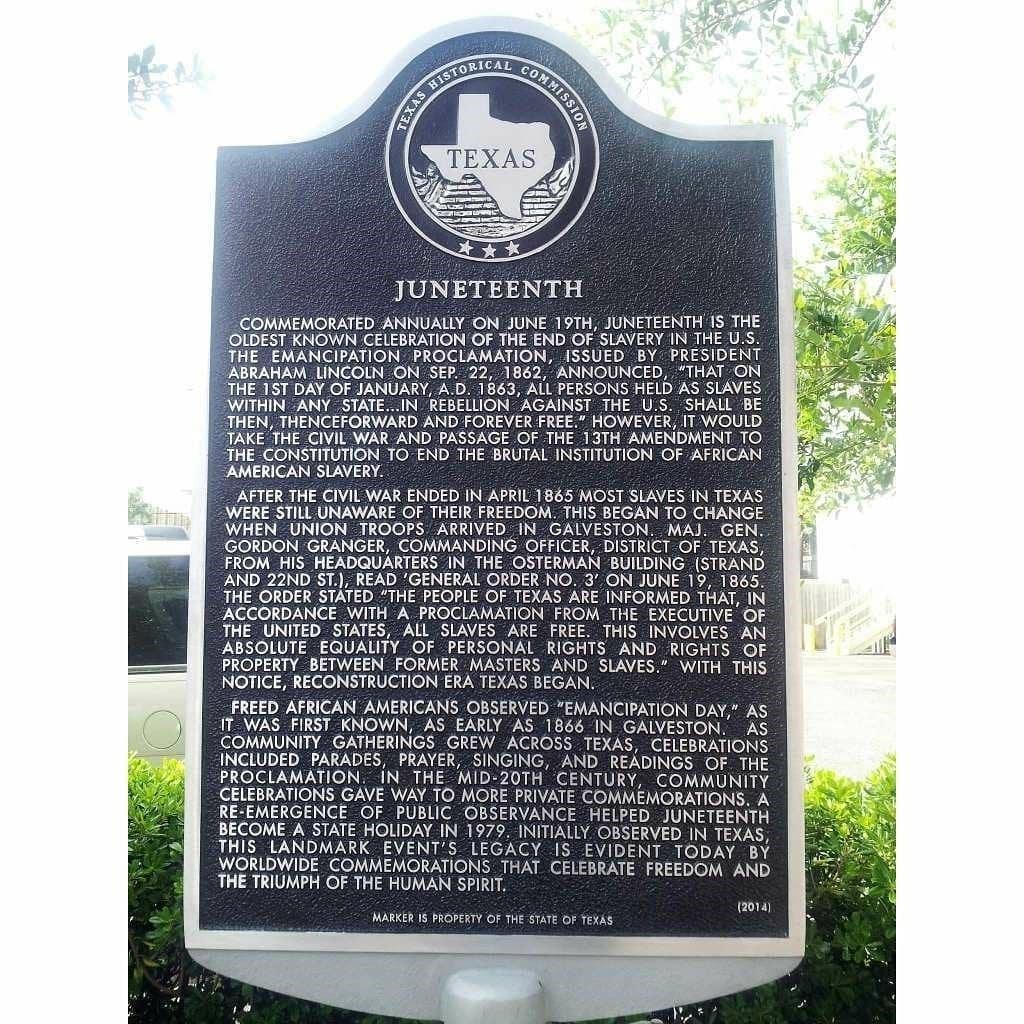 TEXAS HISTORICAL COMMISSION
TEXAS
JUNETEENTH
COMMEMORATED ANNUALLY ON JUNE 19TH, JUNETEENTH IS THE
OLDEST KNOWN CELEBRATION OF THE END OF SLAVERY IN THE U.S.
THE EMANCIPATION PROCLAMATION, ISSUED BY PRESIDENT
ABRAHAM LINCOLN ON SEP. 22, 1862, ANNOUNCED, "THAT ON
THE 1ST DAY OF JANUARY, A.D. 1863, ALL PERSONS HELD AS SLAVES
WITHIN ANY STATE...IN REBELLION AGAINST THE U.S. SHALL BE
THEN, THENCEFORWARD AND FOREVER FREE." HOWEVER, IT WOULD
TAKE THE CIVIL WAR AND PASSAGE OF THE 13TH AMENDMENT TO
THE CONSTITUTION TO END THE BRUTAL INSTITUTION OF AFRICAN
AMERICAN SLAVERY.
AFTER THE CIVIL WAR ENDED IN APRIL 1865 MOST SLAVES IN TEXAS
WERE STILL UNAWARE OF THEIR FREEDOM. THIS BEGAN TO CHANGE
WHEN UNION TROOPS ARRIVED IN GALVESTON. MAJ. GEN.
GORDON GRANGER, COMMANDING OFFICER, DISTRICT OF TEXAS,
FROM HIS HEADQUARTERS IN THE OSTERMAN BUILDING (STRAND
AND 22ND ST.), READ 'GENERAL ORDER NO. 3' ON JUNE 19, 1865.
THE ORDER STATED "THE PEOPLE OF TEXAS ARE INFORMED THAT, IN
ACCORDANCE WITH A PROCLAMATION FROM THE EXECUTIVE OF
THE UNITED STATES, ALL SLAVES ARE FREE. THIS INVOLVES AN
ABSOLUTE EQUALITY OF PERSONAL RIGHTS AND RIGHTS OF
PROPERTY BETWEEN FORMER MASTERS AND SLAVES." WITH THIS
NOTICE, RECONSTRUCTION ERA TEXAS BEGAN.
FREED AFRICAN AMERICANS OBSERVED "EMANCIPATION DAY," AS
IT WAS FIRST KNOWN, AS EARLY AS 1866 IN GALVESTON. AS
COMMUNITY GATHERINGS GREW ACROSS TEXAS, CELEBRATIONS
INCLUDED PARADES, PRAYER, SINGING, AND READINGS OF THE
PROCLAMATION. IN THE MID-20TH CENTURY, COMMUNITY
CELEBRATIONS GAVE WAY TO MORE PRIVATE COMMEMORATIONS. A
RE-EMERGENCE OF PUBLIC OBSERVANCE HELPED JUNETEENTH
BECOME A STATE HOLIDAY IN 1979. INITIALLY OBSERVED IN TEXAS,
THIS LANDMARK EVENT'S LEGACY IS EVIDENT TODAY BY
WORLDWIDE COMMEMORATIONS THAT CELEBRATE FREEDOM AND
THE TRIUMPH OF THE HUMAN SPIRIT.
(2014)
MARKER IS PROPERTY OF THE STATE OF TEXAS